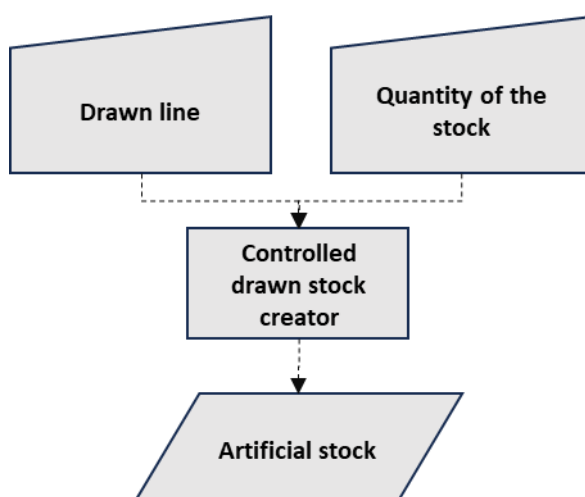 Drawn line
Quantity of the
stock
Controlled
drawn stock
creator
Artificial stock